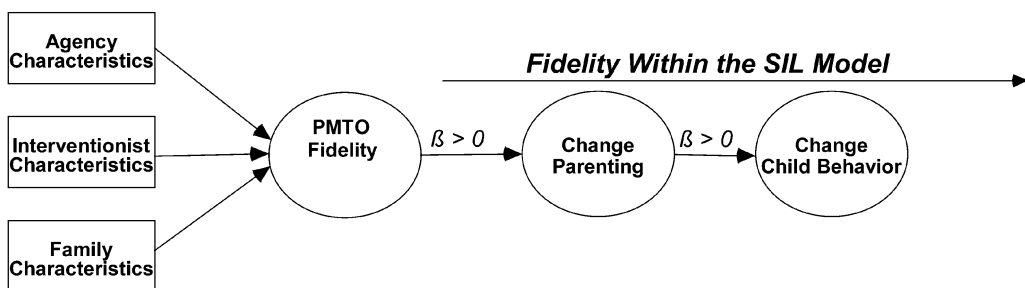 Agency
Characteristics
Fidelity Within the SIL Model
Interventionist
Characteristics
PMTO
Fidelity
ß > 0
Change
Parenting
ß > 0
Change
Child Behavior
Family
Characteristics